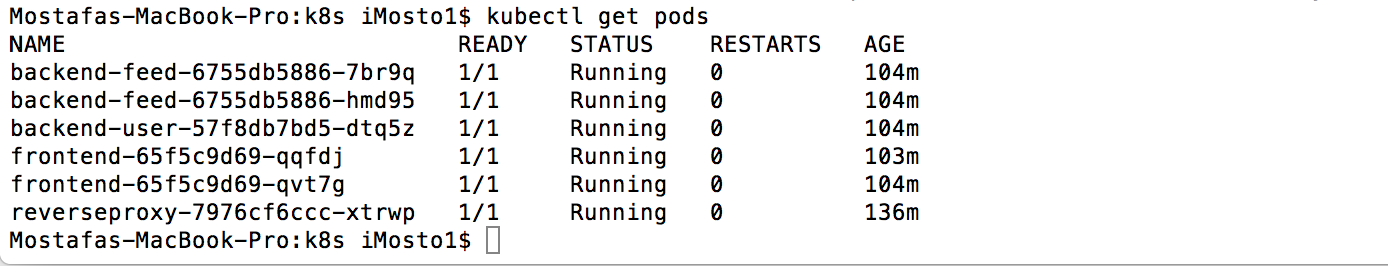 Mostafas-MacBook-Pro:k8s iMosto1$ kubectl get pods
NAME READY STATUS RESTARTS AGE
backend-feed-6755db5886-7br9q 1/1 Running 0 104m
backend-feed-6755db5886-hmd95 1/1 Running 0 104m
backend-user-57f8db7bd5-dtq5z 1/1 Running 0 104m
frontend-65f5c9d69-qqfdj 1/1 Running 0 103m
frontend-65f5c9d69-qvt7g 1/1 Running 0 104m
reverseproxy-7976cf6ccc-xtrwp 1/1 Running 0 136m
Mostafas-MacBook-Pro:k8s iMosto1$